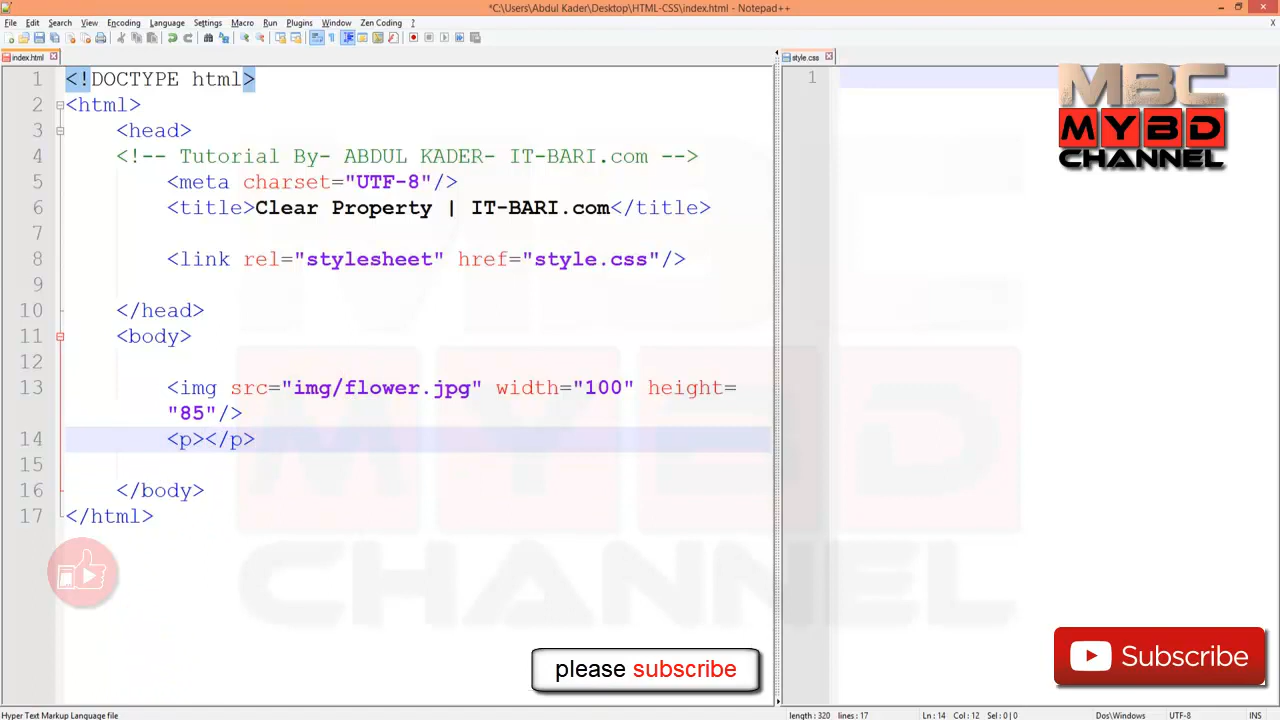 *C:\Users\Abdul Kader\Desktop\HTML-CSS\index.html - Notepad++
File Edit Search View Encoding Language Settings Macro Run Plugins Window Zen Coding ?
X
index.html
style.css
1 <!DOCTYPE html>
2 <html>
3 <head>
4 <!-- Tutorial By- ABDUL KADER- IT-BARI.com -->
5 <meta charset="UTF-8"/>
6 <title>Clear Property | IT-BARI.com</title>
7
8 <link rel="stylesheet" href="style.css"/>
9
10 </head>
11 <body>
12
13 <img src="img/flower.jpg" width="100" height=
"85"/>
14 <p></p>
15
16 </body>
17 </html>
1
MBC
MYBD
CHANNEL
MBC
MYBD
CHANNEL
please subscribe
Subscribe
Hyper Text Markup Language file
length : 320 lines : 17
Ln : 14 Col : 12 Sel : 0 | 0
Dos\Windows
UTF-8
INS